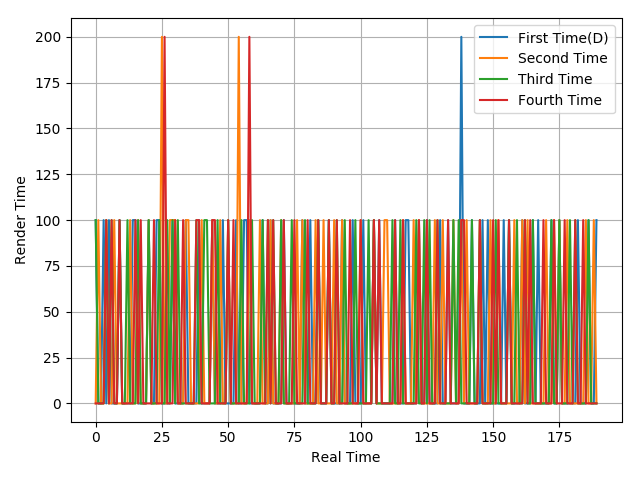 200
175
150
125
100
75
50
25
0
Render Time
First Time(D)
Second Time
Third Time
Fourth Time
0 25 50 75 100 125 150 175
Real Time